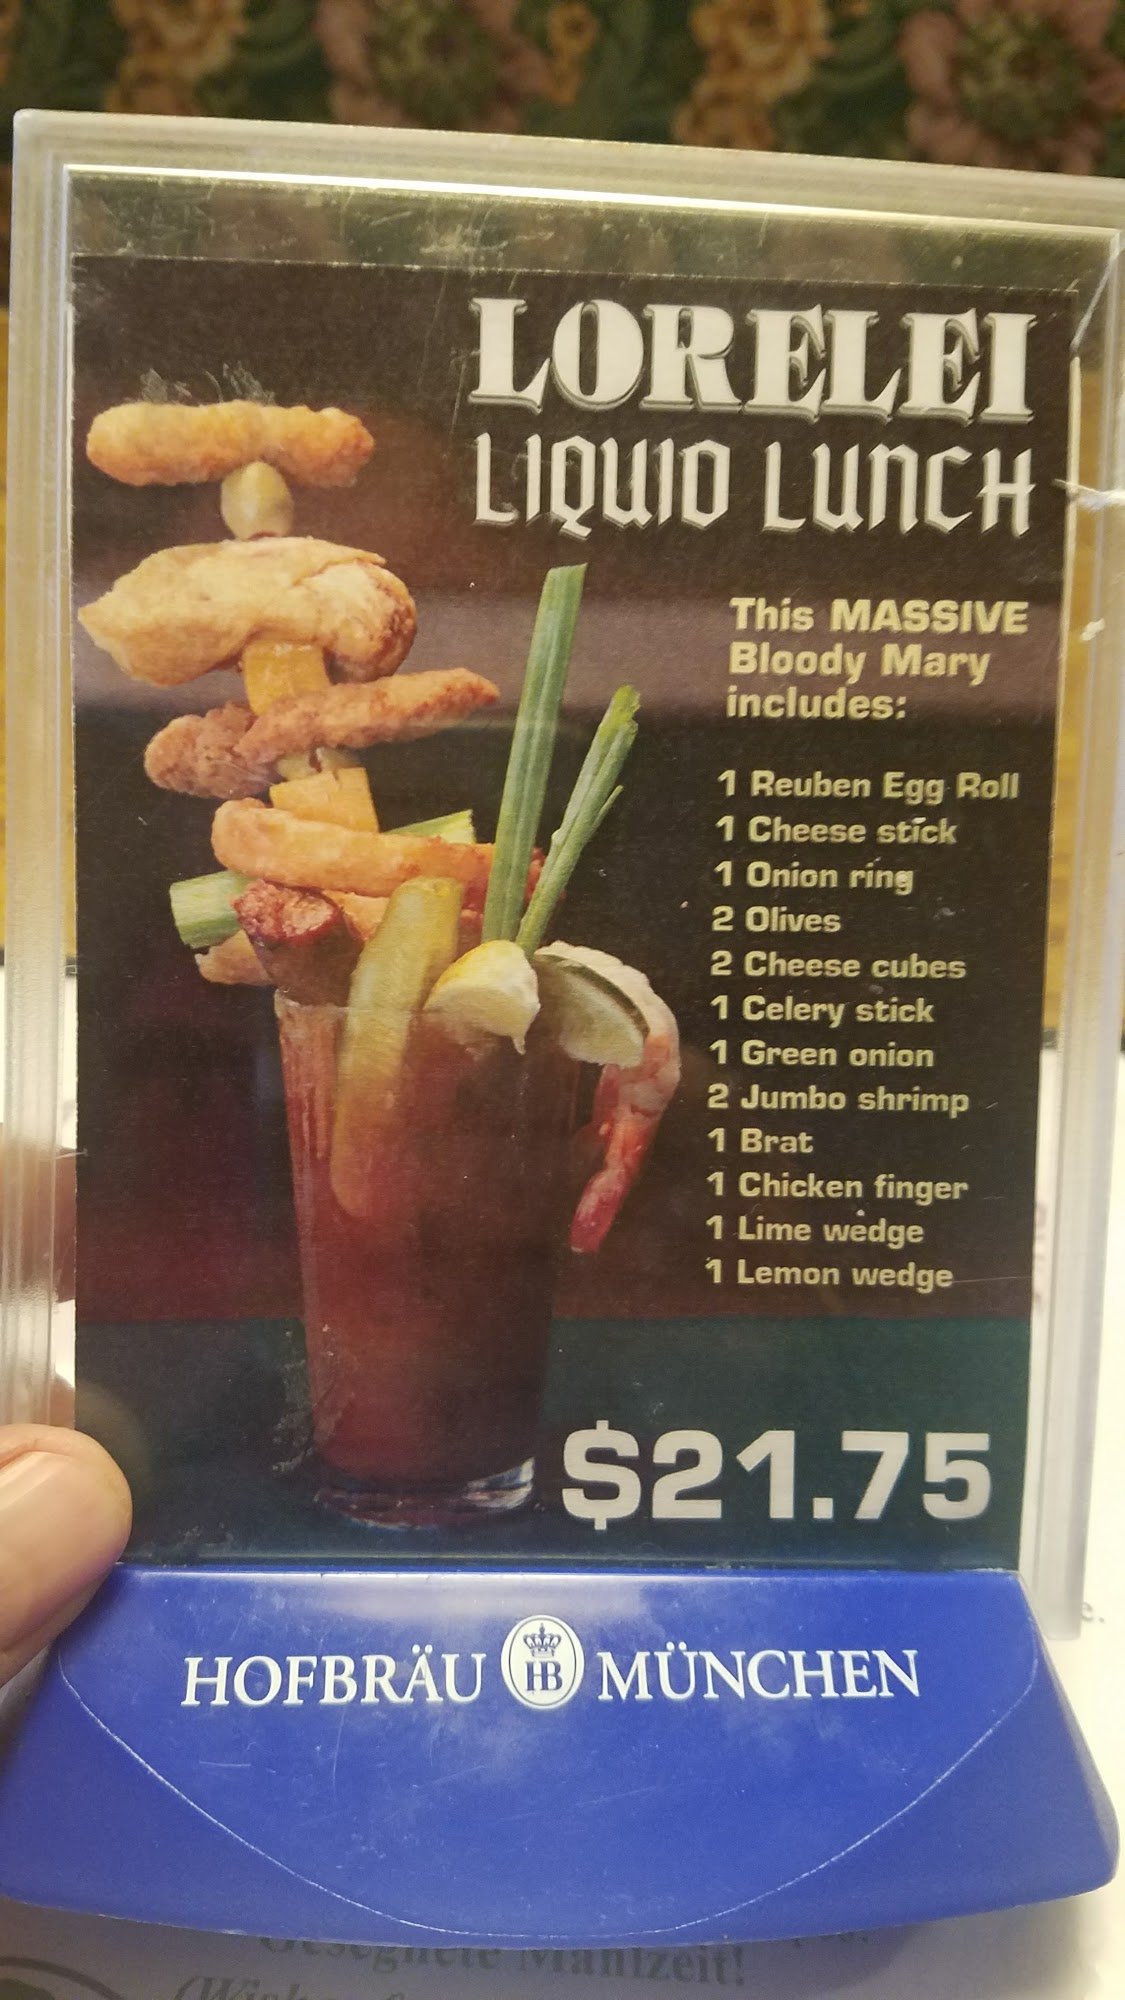 LORELEI
LIQUID LUNCH
This MASSIVE
Bloody Mary
includes:
1 Reuben Egg Roll
1 Cheese stick
1 Onion ring
2 Olives
2 Cheese cubes
1 Celery stick
1 Green onion
2 Jumbo shrimp
1 Brat
1 Chicken finger
1 Lime wedge
1 Lemon wedge
$21.75
HOFBRÄU HB MÜNCHEN
Gesegnete Mahlzeit!